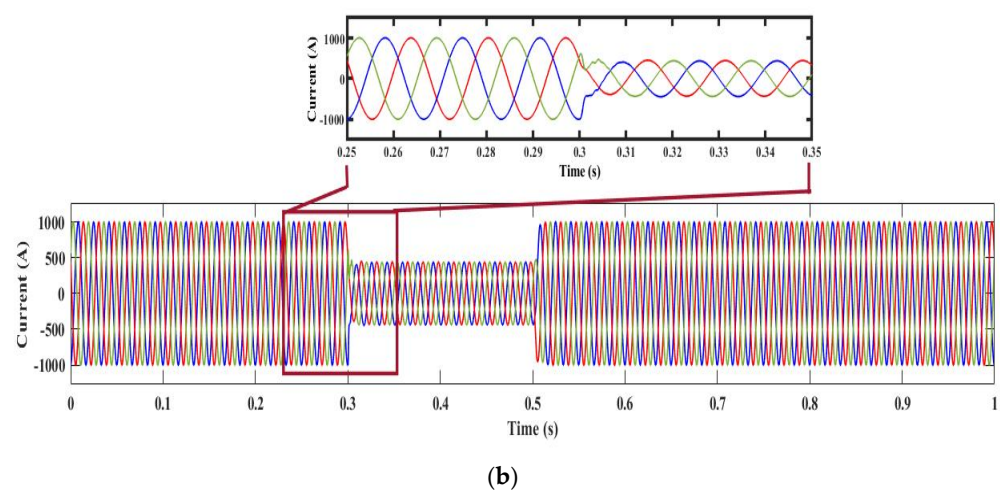 1000
0
-1000
Current (A)
0.25 0.26 0.27 0.28 0.29 0.3 0.31 0.32 0.33 0.34 0.35
Time (s)
1000
500
0
-500
-1000
Currrent (A)
0 0.1 0.2 0.3 0.4 0.5 0.6 0.7 0.8 0.9 1
Time (s)
(b)